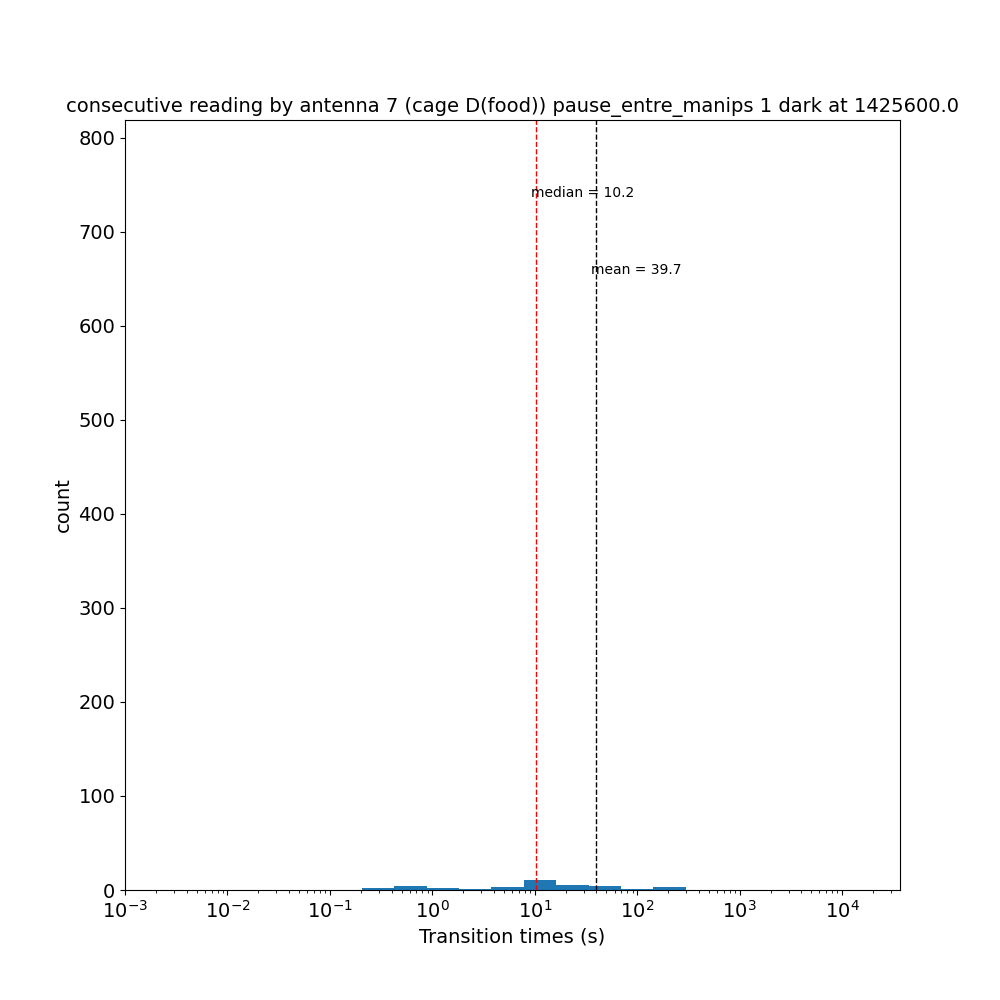 consecutive reading by antenna 7 (cage D(food)) pause_entre_manips 1 dark at 1425600.0
800
median = 10.2
700
mean = 39.7
600
500
count
400
300
200
100
0
10⁻³ 10⁻² 10⁻¹ 10⁰ 10¹ 10² 10³ 10⁴
Transition times (s)